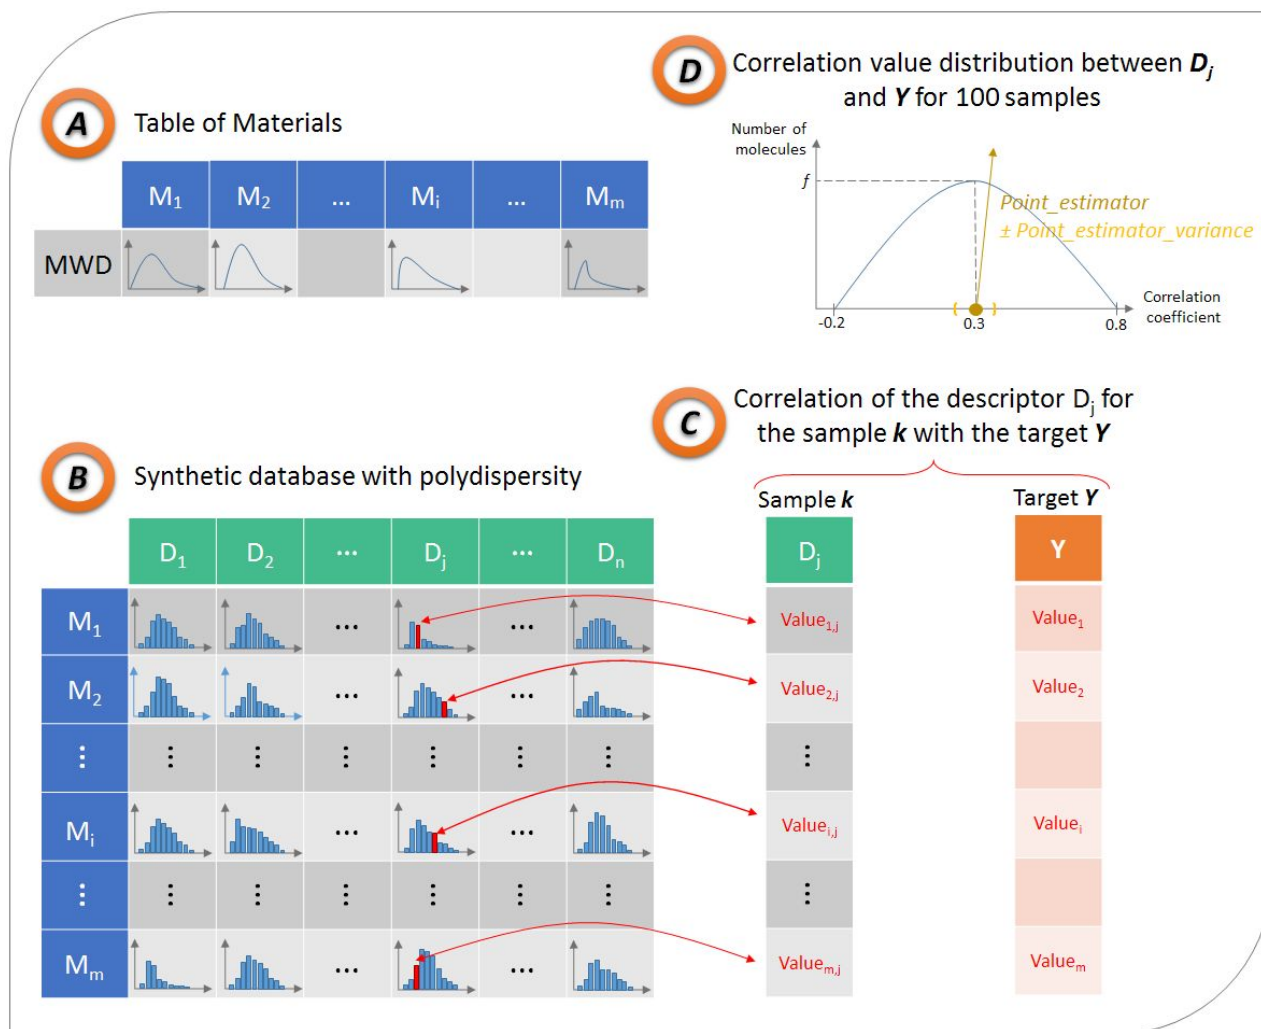 A
Table of Materials
M1 M2 ... Mi ... Mm
MWD
D
Correlation value distribution between Dj
and Y for 100 samples
Number of
molecules
f
Point_estimator
± Point_estimator_variance
( )
-0.2 0.3 0.8
Correlation
coefficient
B
Synthetic database with polydispersity
D1 D2 ... Dj ... Dn
M1 ... ...
M2 ... ...
⋮ ⋮ ⋮ ⋮ ⋮ ⋮ ⋮
Mi ... ...
⋮ ⋮ ⋮ ⋮ ⋮ ⋮ ⋮
Mm ... ...
C
Correlation of the descriptor Dj for
the sample k with the target Y
Sample k
Dj
Value1,j
Value2,j
⋮
Valuei,j
⋮
Valuem,j
Target Y
Y
Value1
Value2
Valuei
Valuem